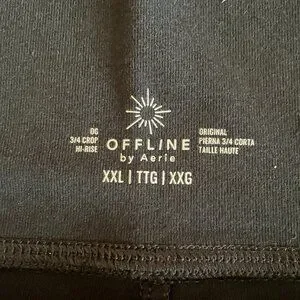 OG
3/4 CROP
HI-RISE
OFFLINE
by Aerie
ORIGINAL
PIERNA 3/4 CORTA
TAILLE HAUTE
XXL | TTG | XXG